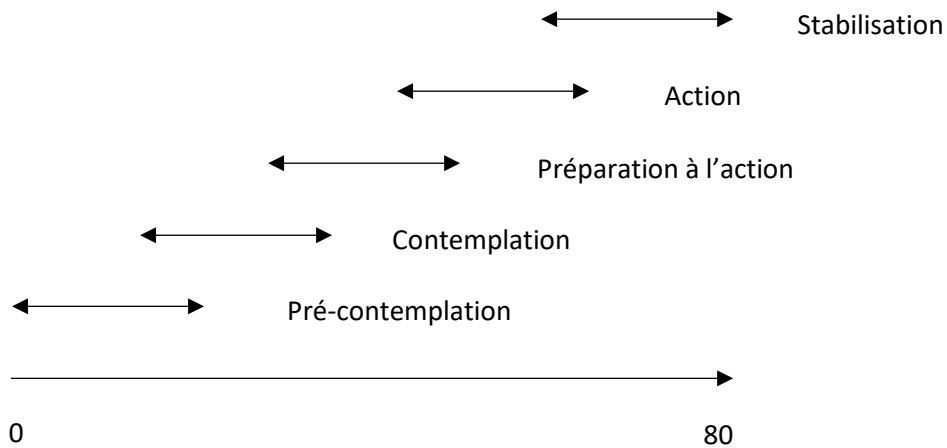 Stabilisation
Action
Préparation à l’action
Contemplation
Pré-contemplation
0 80